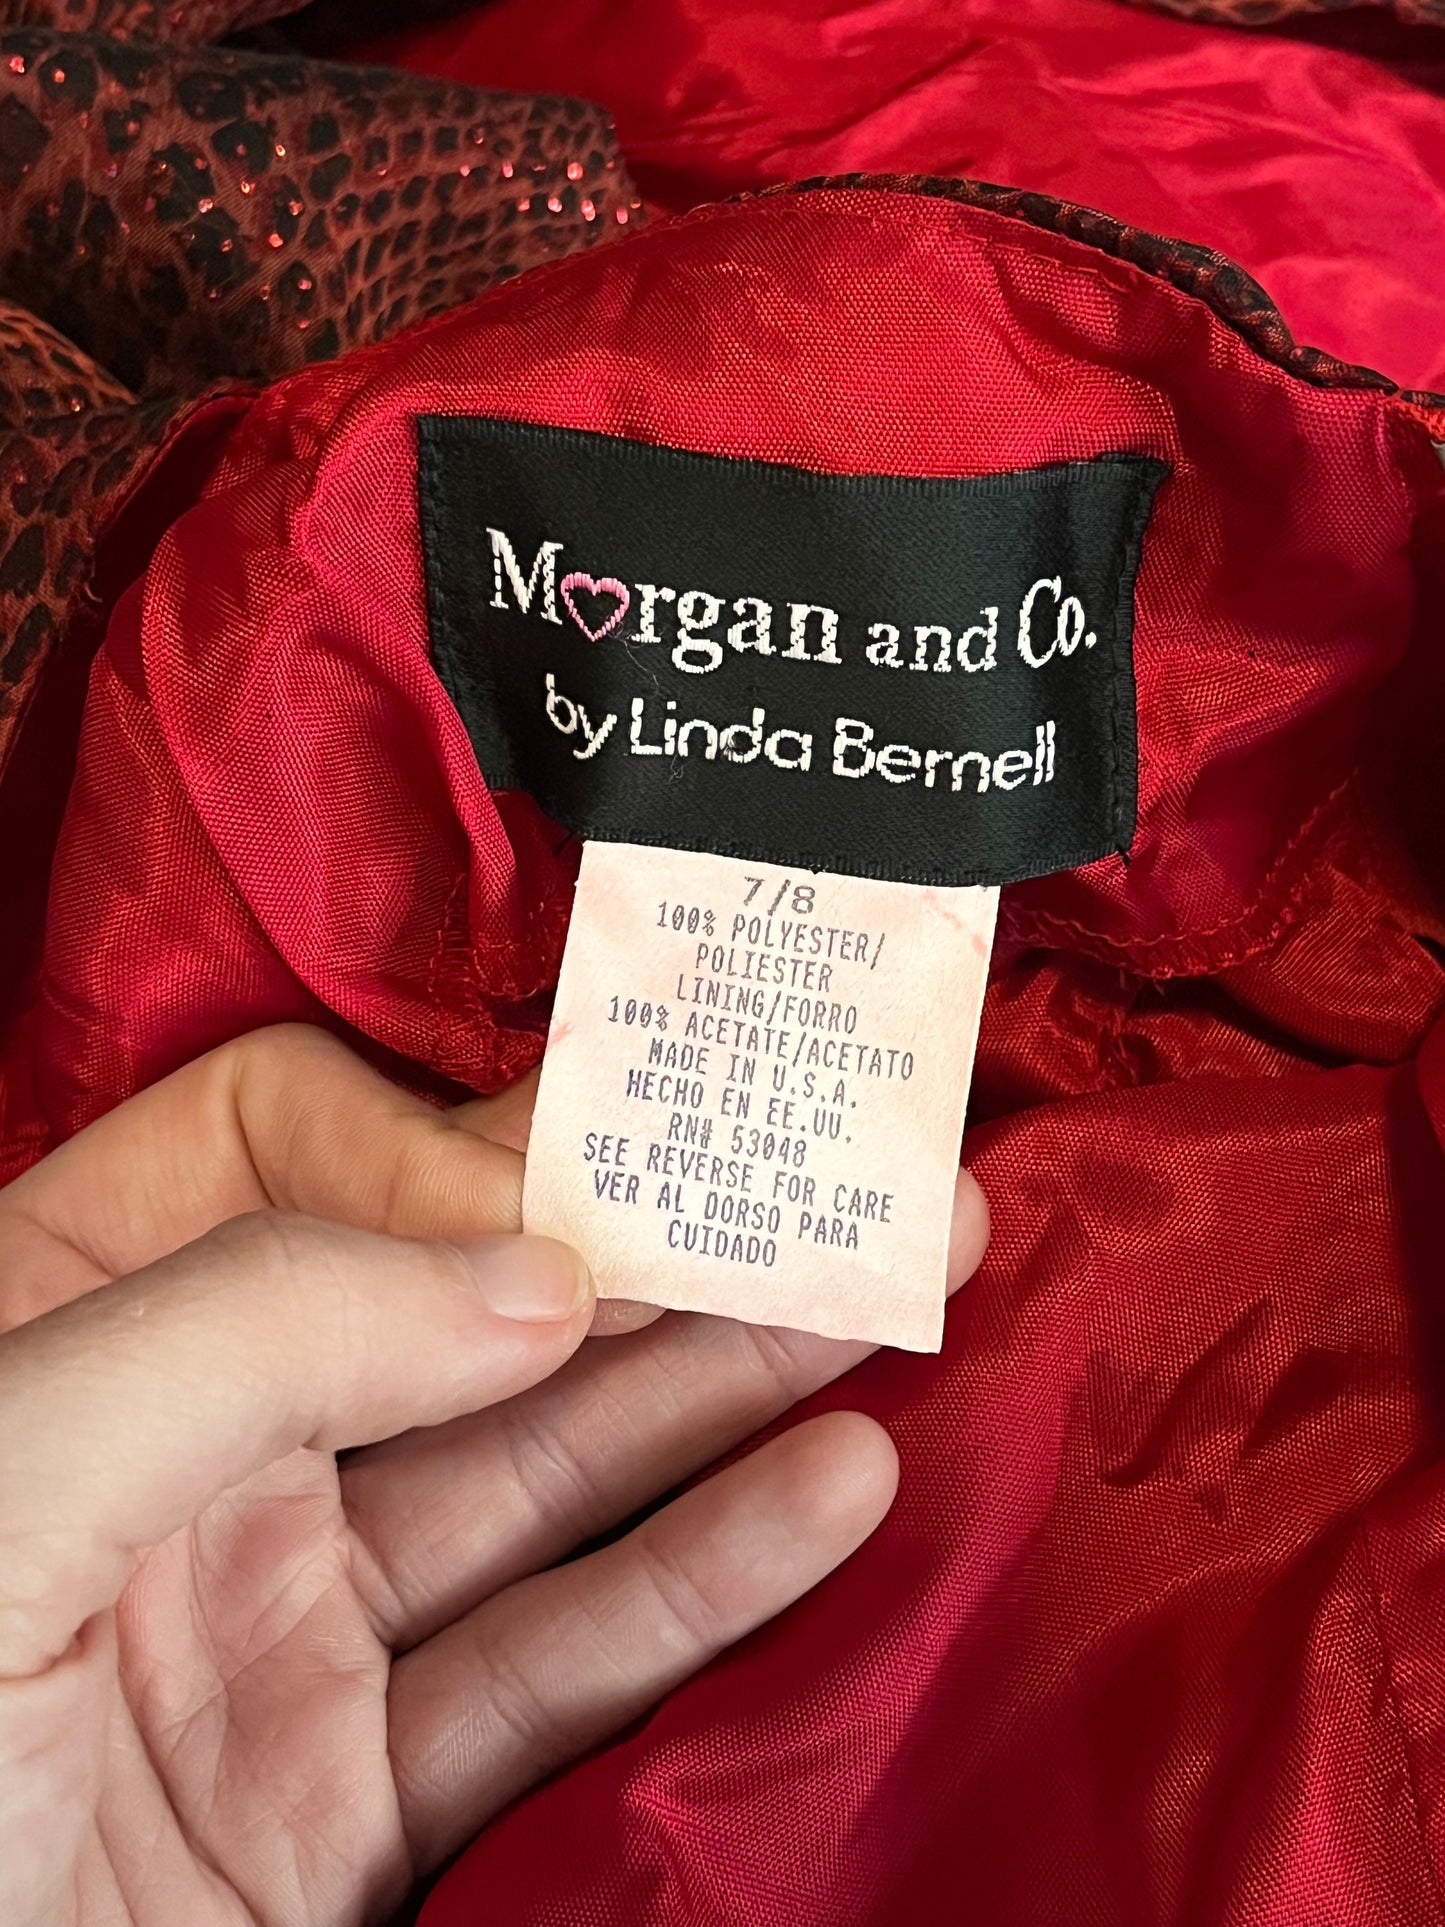 Morgan and Co.
by Linda Bernell
7/8
100% POLYESTER/
POLIESTER
LINING/FORRO
100% ACETATE/ACETATO
MADE IN U.S.A.
HECHO EN EE.UU.
RN# 53048
SEE REVERSE FOR CARE
VER AL DORSO PARA
CUIDADO